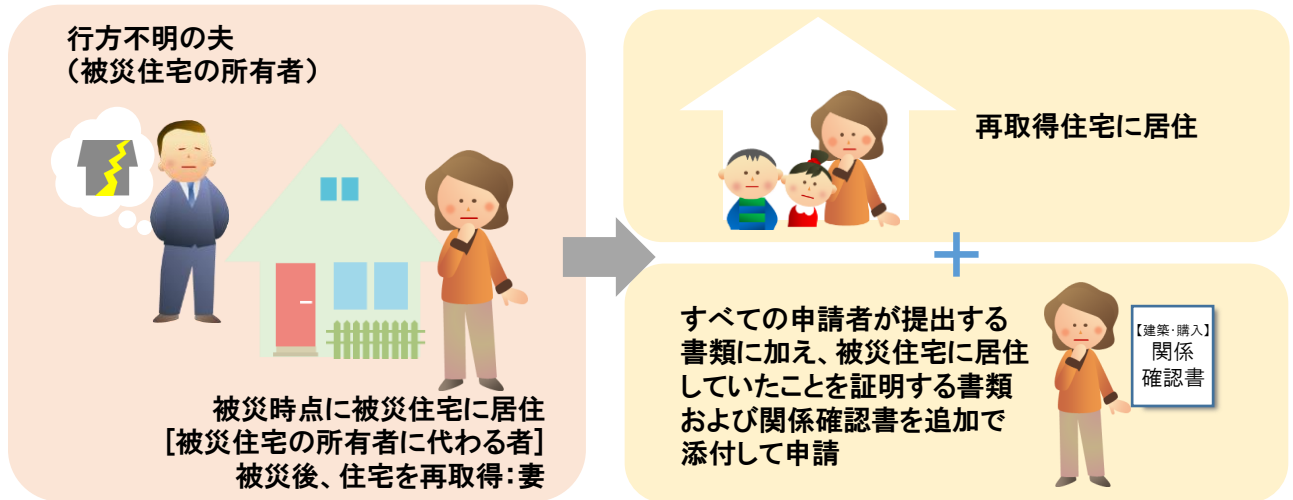 行方不明の夫
（被災住宅の所有者）
被災時点に被災住宅に居住
[被災住宅の所有者に代わる者]
被災後、住宅を再取得：妻
再取得住宅に居住
すべての申請者が提出する
書類に加え、被災住宅に居住
していたことを証明する書類
および関係確認書を追加で
添付して申請
【建築・購入】
関係
確認書